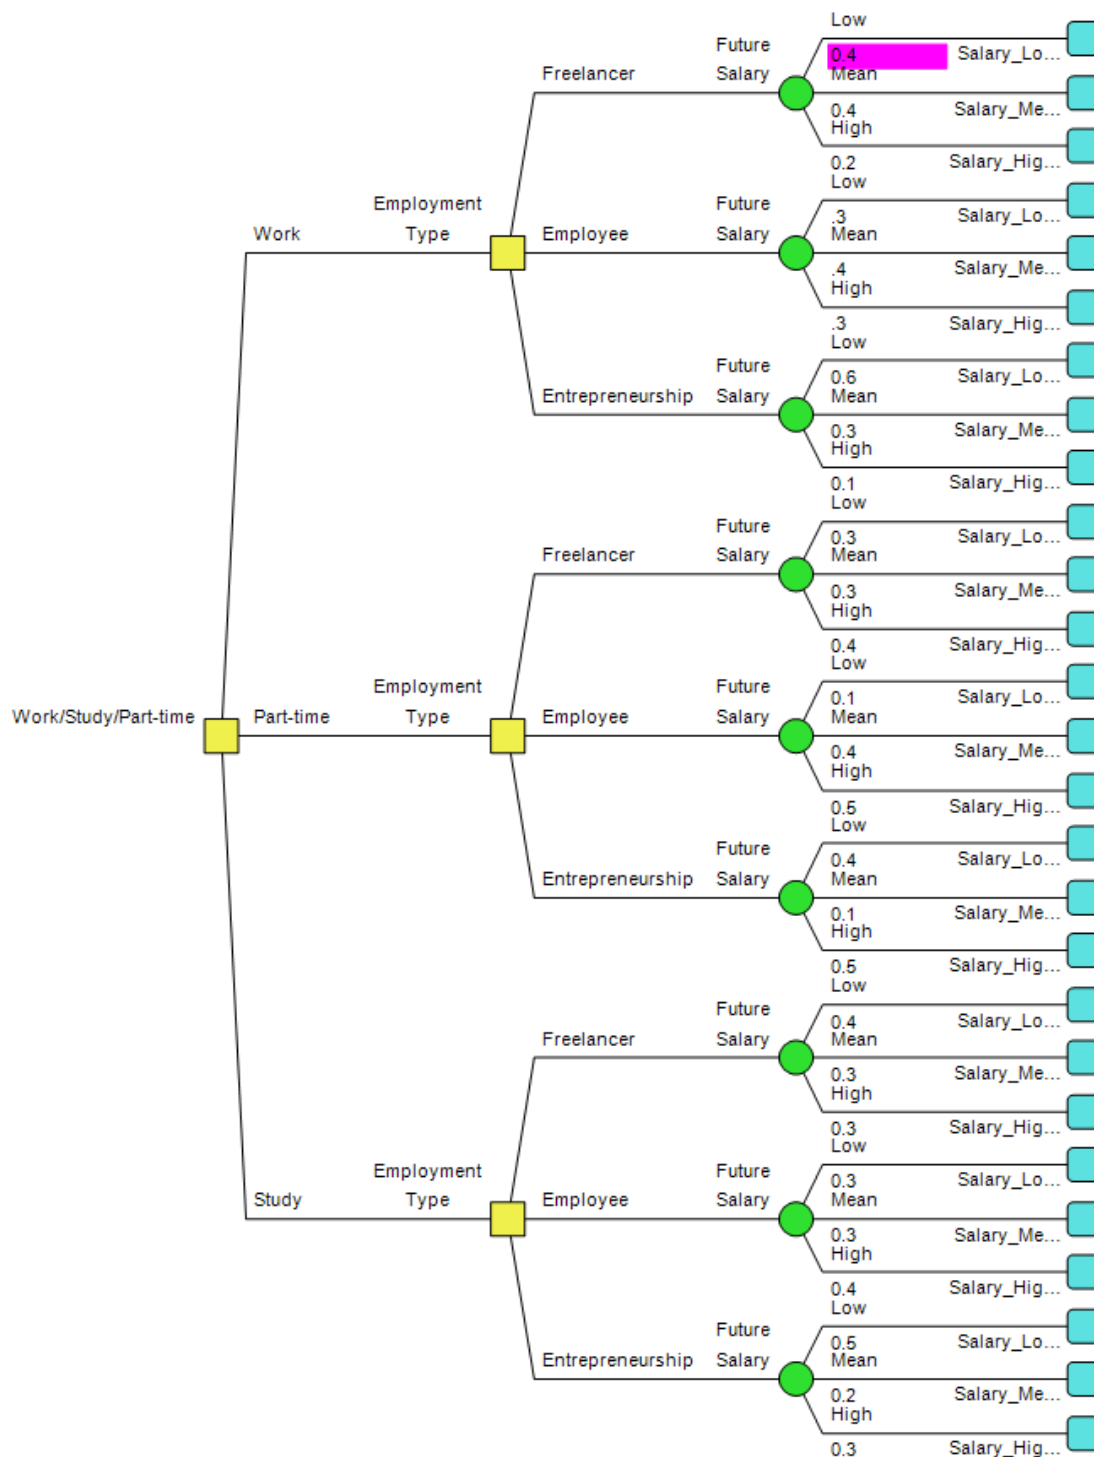 Low
0.4
Salary_Lo...
Future
Salary
Freelancer
Mean
0.4
Salary_Me...
High
0.2
Salary_Hig...
Low
.3
Salary_Lo...
Employment
Type
Future
Salary
Work
Employee
Mean
.4
Salary_Me...
High
.3
Salary_Hig...
Low
0.6
Salary_Lo...
Future
Salary
Entrepreneurship
Mean
0.3
Salary_Me...
High
0.1
Salary_Hig...
Low
0.3
Salary_Lo...
Future
Salary
Freelancer
Mean
0.3
Salary_Me...
High
0.4
Salary_Hig...
Low
0.1
Salary_Lo...
Employment
Type
Future
Salary
Work/Study/Part-time
Part-time
Employee
Mean
0.4
Salary_Me...
High
0.5
Salary_Hig...
Low
0.4
Salary_Lo...
Future
Salary
Entrepreneurship
Mean
0.1
Salary_Me...
High
0.5
Salary_Hig...
Low
0.4
Salary_Lo...
Future
Salary
Freelancer
Mean
0.3
Salary_Me...
High
0.3
Salary_Hig...
Low
0.3
Salary_Lo...
Employment
Type
Future
Salary
Study
Employee
Mean
0.3
Salary_Me...
High
0.4
Salary_Hig...
Low
0.5
Salary_Lo...
Future
Salary
Entrepreneurship
Mean
0.2
Salary_Me...
High
0.3
Salary_Hig...